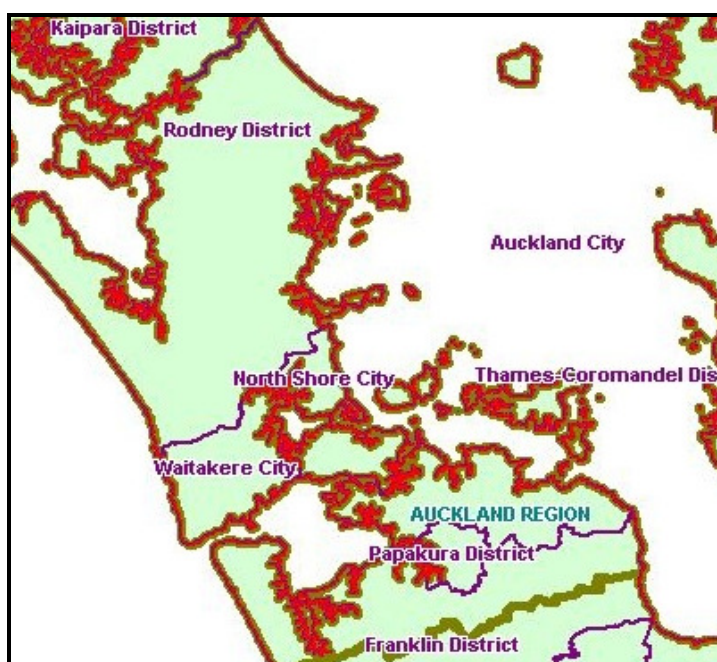 Kaipara District
Rodney District
Auckland City
North Shore City
Thames-Coromandel Dis
Waitakere City
AUCKLAND REGION
Papakura District
Franklin District